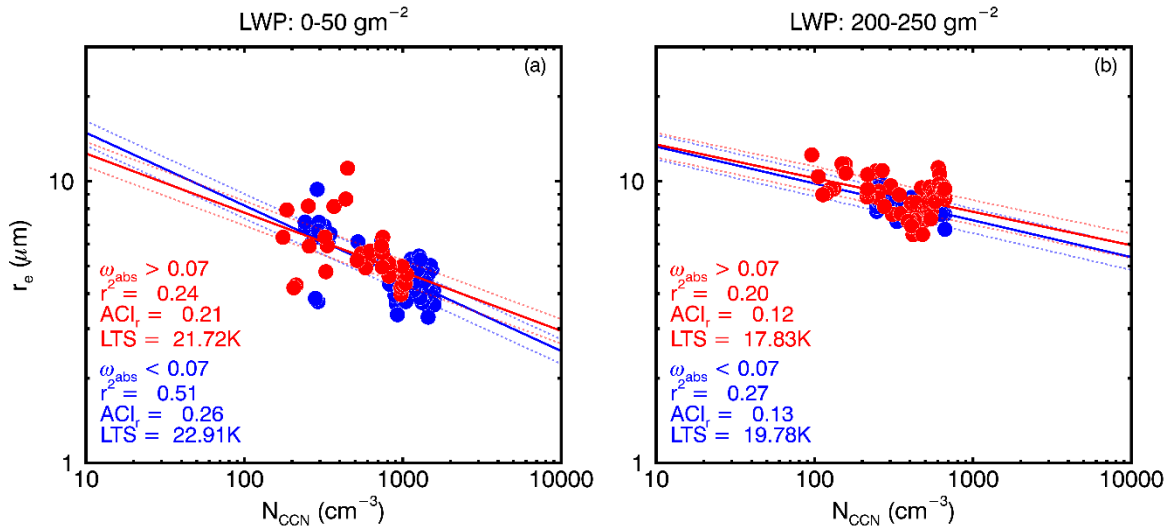 LWP: 0-50 gm⁻²
(a)
10
1
r_e (μm)
ω_abs > 0.07
r² = 0.24
ACI_r = 0.21
LTS = 21.72K
ω_abs < 0.07
r² = 0.51
ACI_r = 0.26
LTS = 22.91K
10 100 1000 10000
N_CCN (cm⁻³)
LWP: 200-250 gm⁻²
(b)
10
1
ω_abs > 0.07
r² = 0.20
ACI_r = 0.12
LTS = 17.83K
ω_abs < 0.07
r² = 0.27
ACI_r = 0.13
LTS = 19.78K
10 100 1000 10000
N_CCN (cm⁻³)